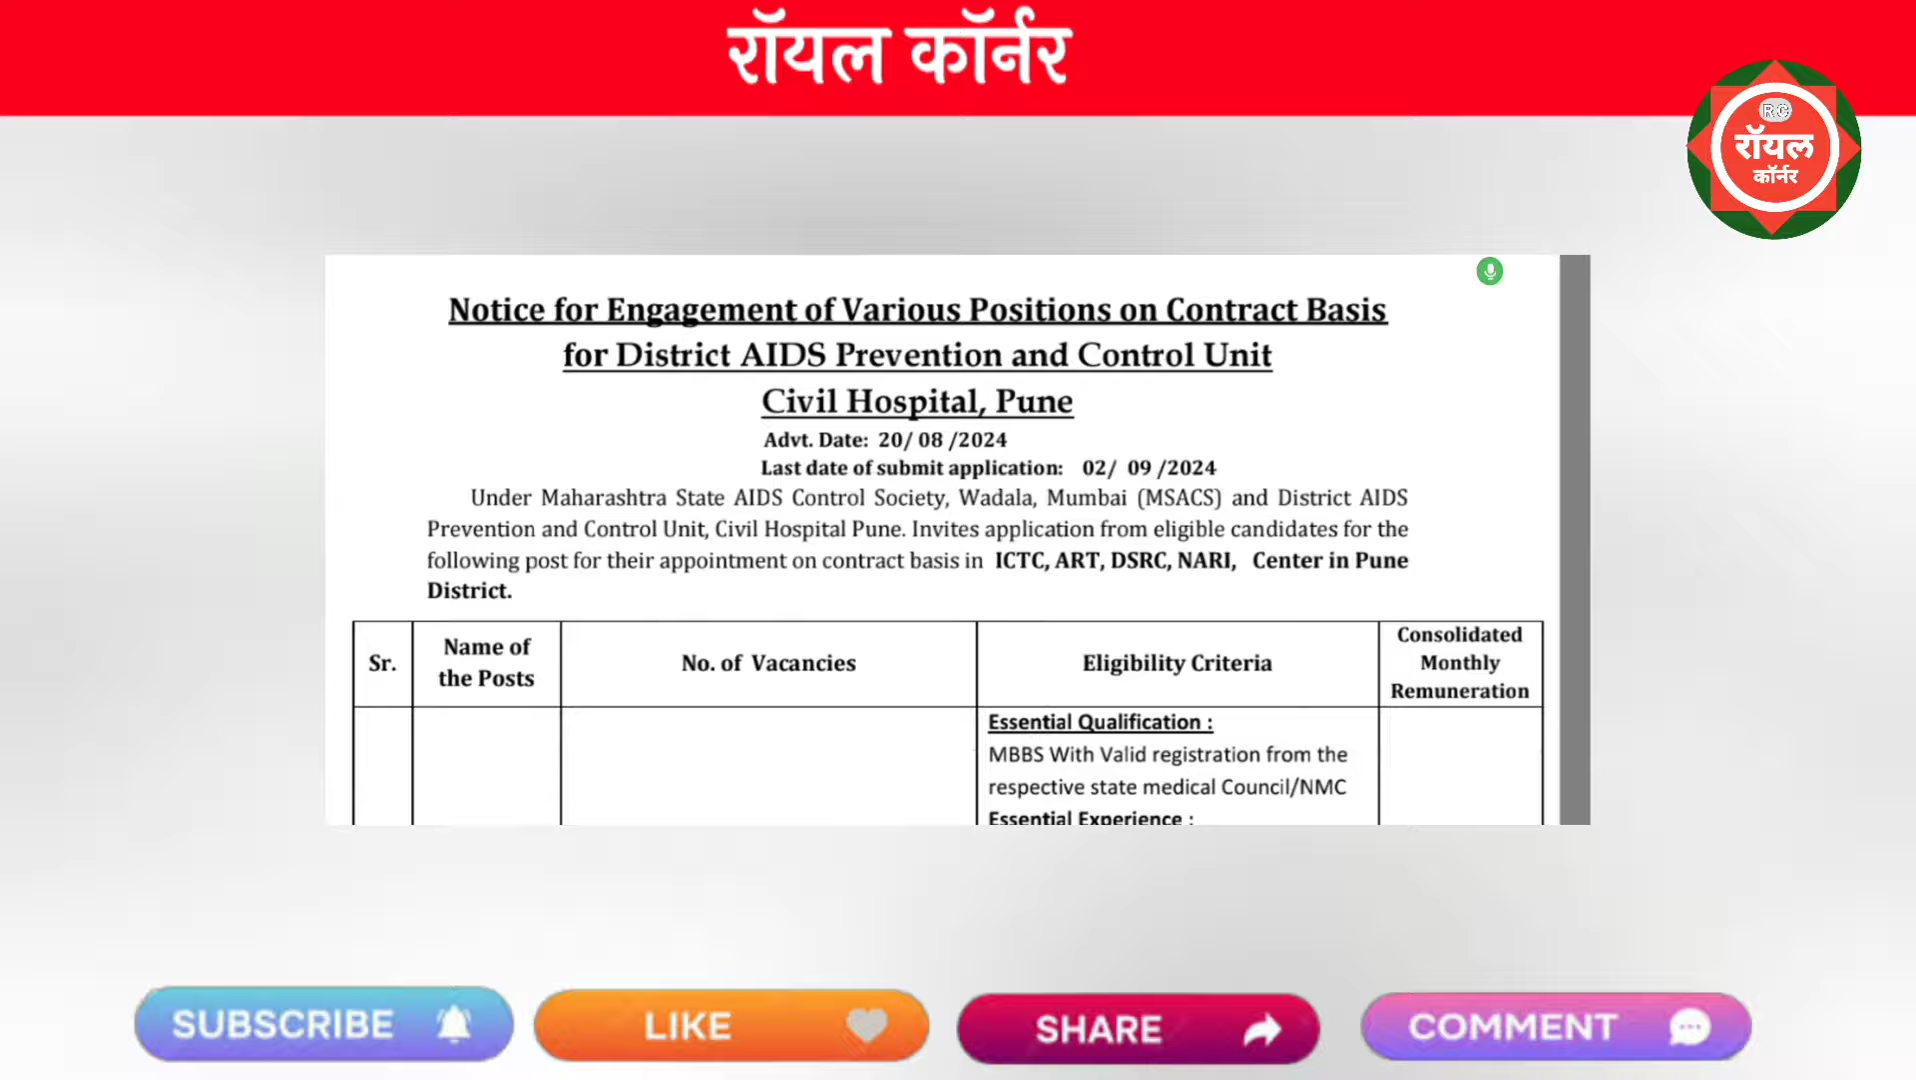 रॉयल कॉर्नर
RC
रॉयल
कॉर्नर
Notice for Engagement of Various Positions on Contract Basis
for District AIDS Prevention and Control Unit
Civil Hospital, Pune
Advt. Date: 20/ 08 /2024
Last date of submit application: 02/ 09 /2024
Under Maharashtra State AIDS Control Society, Wadala, Mumbai (MSACS) and District AIDS
Prevention and Control Unit, Civil Hospital Pune. Invites application from eligible candidates for the
following post for their appointment on contract basis in ICTC, ART, DSRC, NARI, Center in Pune
District.
Sr.
Name of
the Posts
No. of Vacancies
Eligibility Criteria
Consolidated
Monthly
Remuneration
Essential Qualification :
MBBS With Valid registration from the
respective state medical Council/NMC
Essential Experience :
SUBSCRIBE
LIKE
SHARE
COMMENT